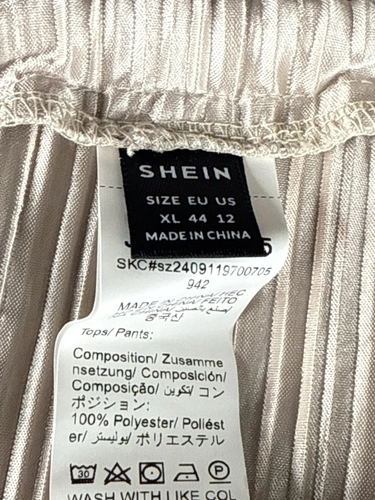 SHEIN
SIZE EU US
XL 44 12
MADE IN CHINA
SKC#sz2409119700705
942
Tops/ Pants;
Composition/ Zusamme
nsetzung/ Composición/
Composição/ تكوين/ コン
ポジション:
100% Polyester/ Poliést
er/ بوليستر/ ポリエステル
30
P
WASH WITH LIKE COL